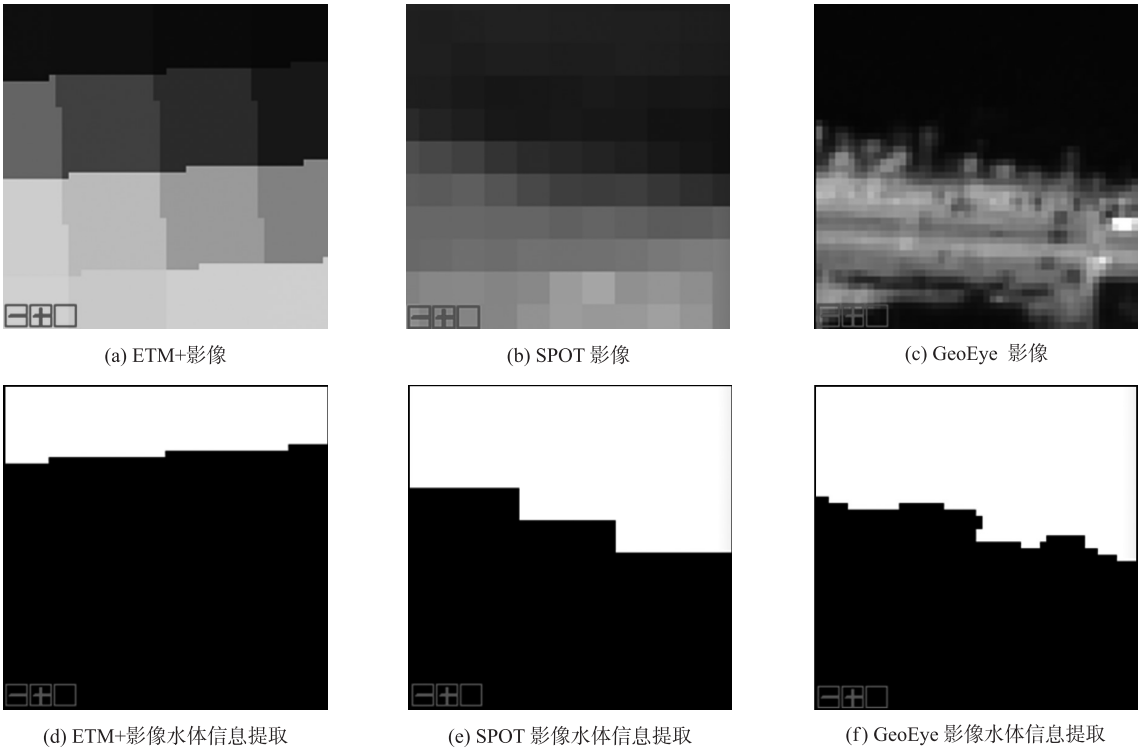 (a) ETM+影像
(b) SPOT 影像
(c) GeoEye 影像
(d) ETM+影像水体信息提取
(e) SPOT 影像水体信息提取
(f) GeoEye 影像水体信息提取